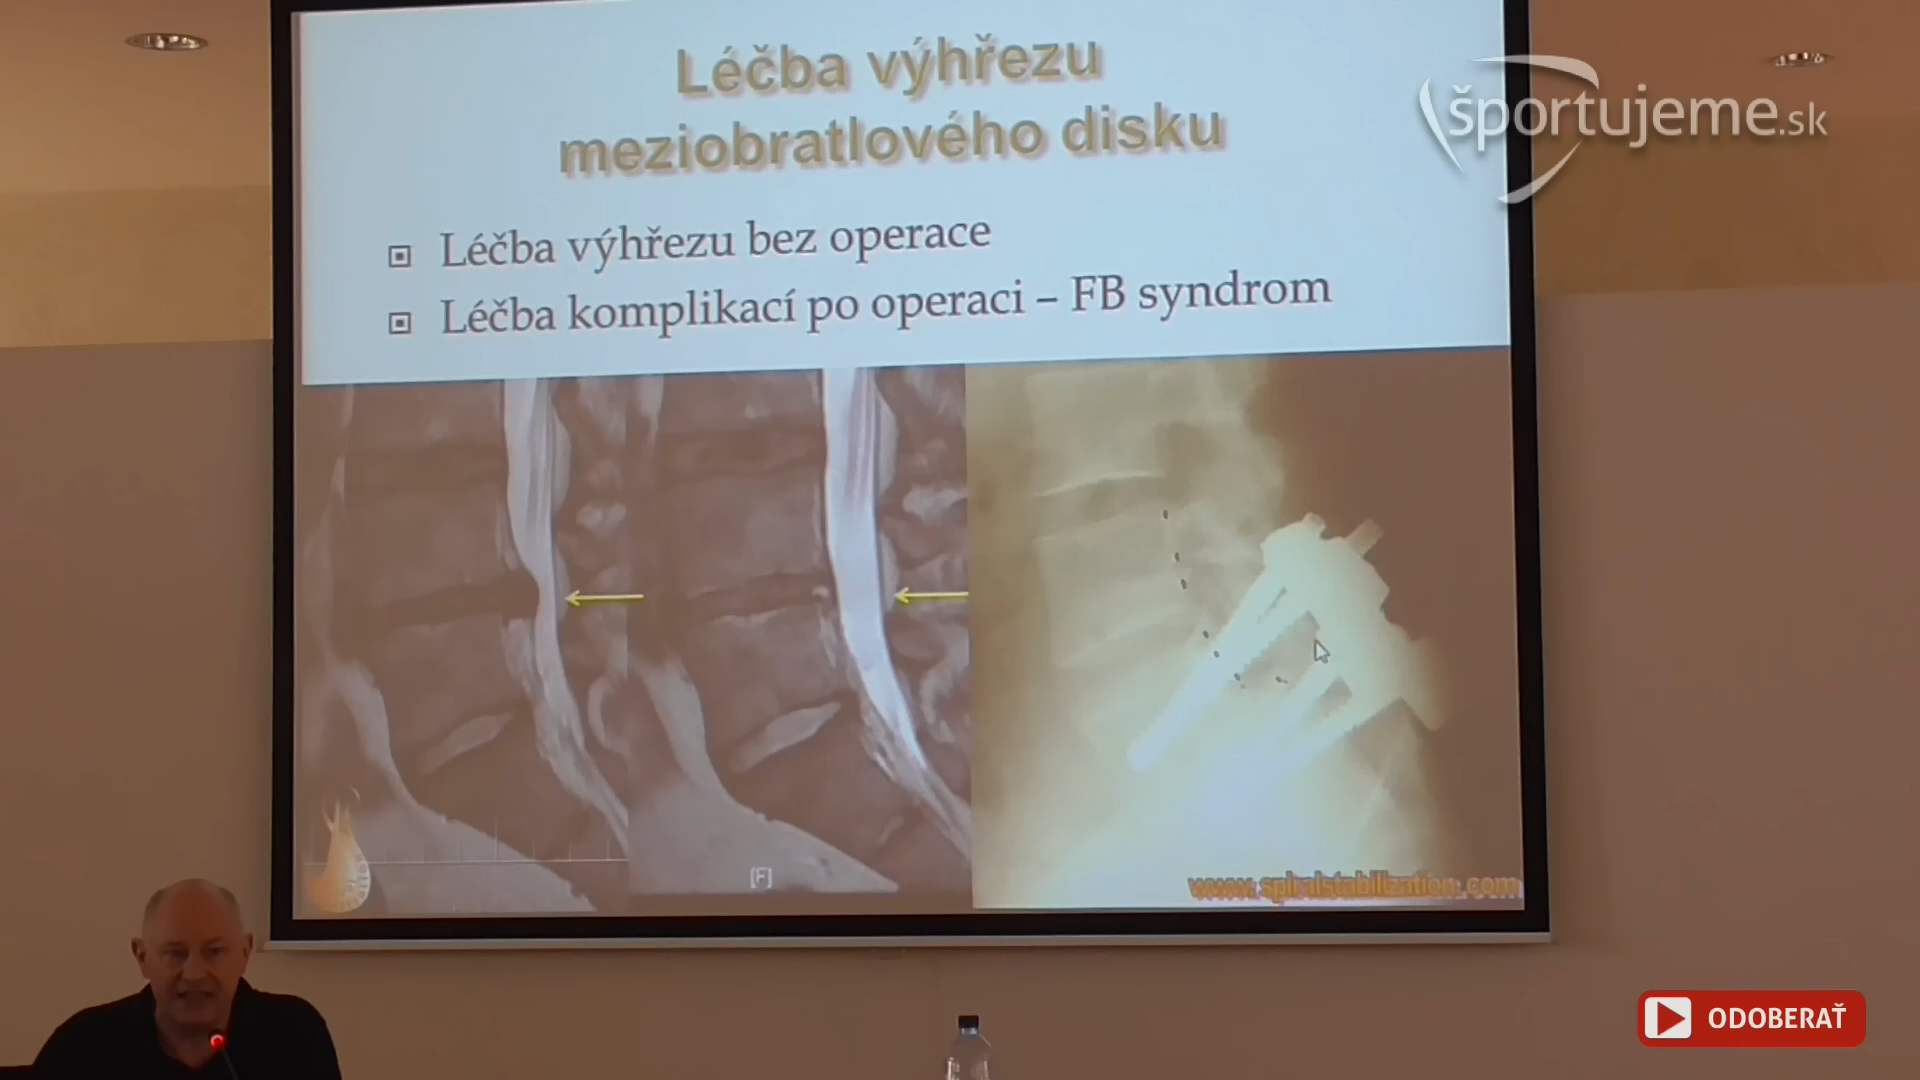 Léčba výhřezu
meziobratlového disku
športujeme.sk
Léčba výhřezu bez operace
Léčba komplikací po operaci – FB syndrom
[F]
www.spiralstabilization.com
ODOBERAŤ